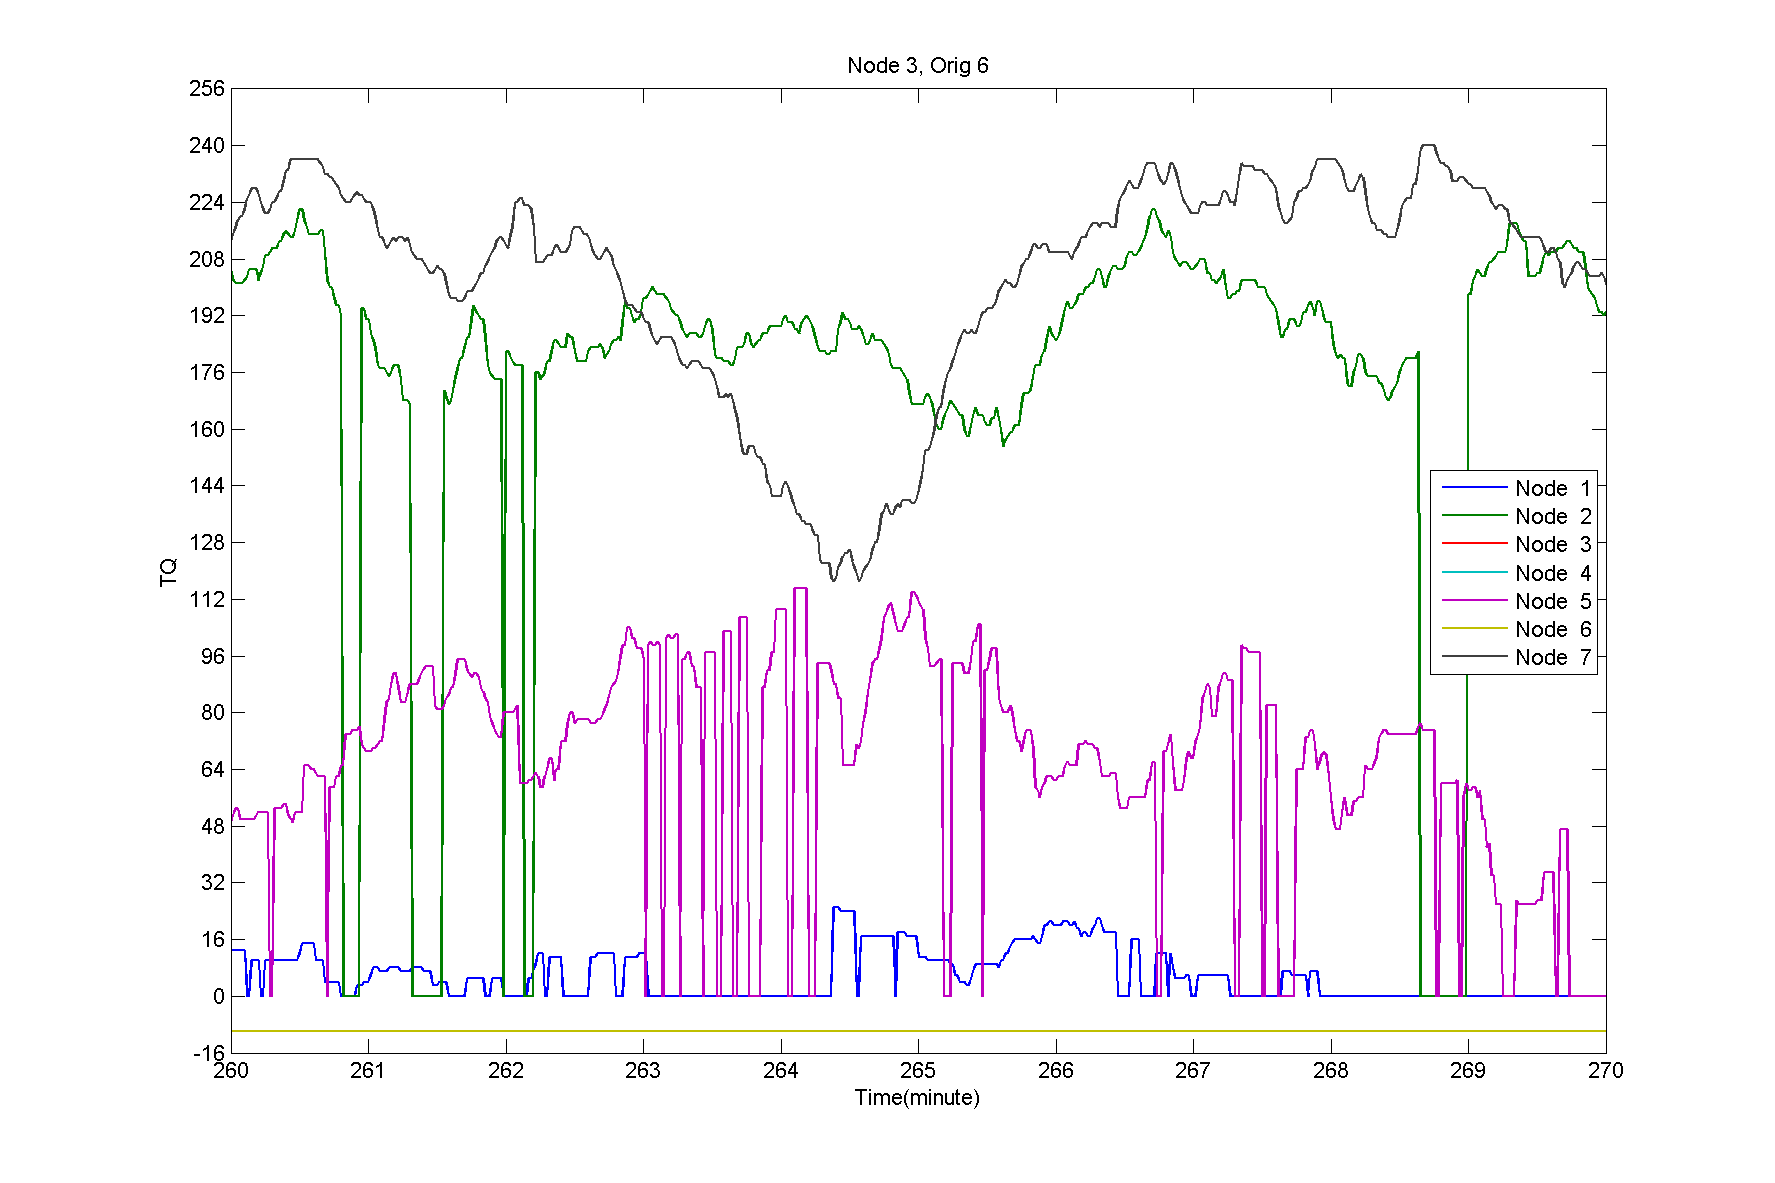 Node 3, Orig 6
256
240
224
208
192
176
160
144
128
112
96
80
64
48
32
16
0
-16
TQ
Node 1
Node 2
Node 3
Node 4
Node 5
Node 6
Node 7
260 261 262 263 264 265 266 267 268 269 270
Time(minute)